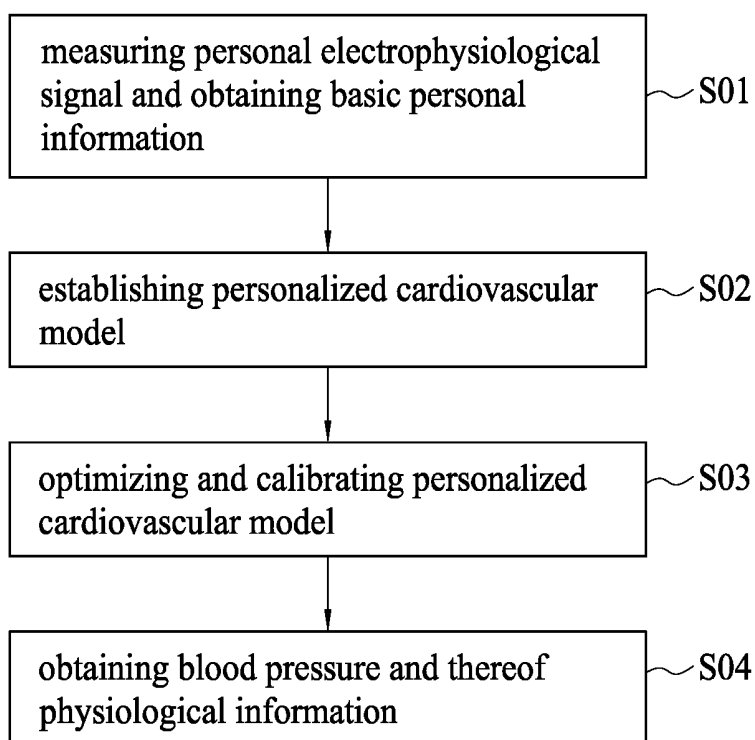 measuring personal electrophysiological
signal and obtaining basic personal
information
S01
establishing personalized cardiovascular
model
S02
optimizing and calibrating personalized
cardiovascular model
S03
obtaining blood pressure and thereof
physiological information
S04